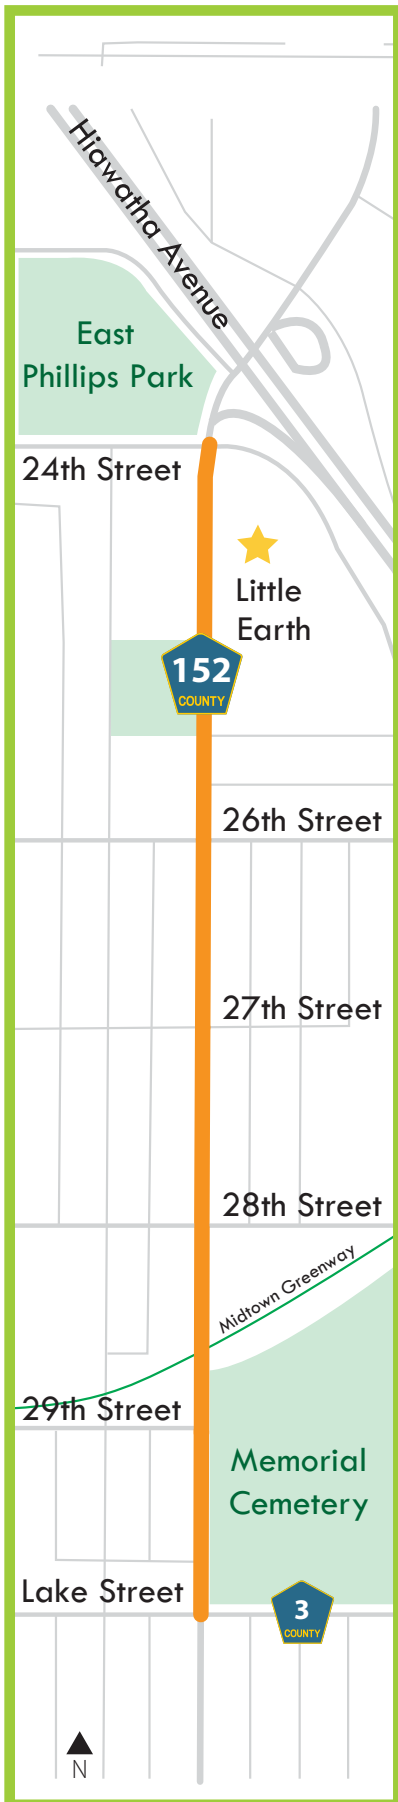 Hiawatha Avenue
East
Phillips Park
24th Street
Little
Earth
152
COUNTY
26th Street
27th Street
28th Street
Midtown Greenway
29th Street
Memorial
Cemetery
Lake Street
3
COUNTY
N